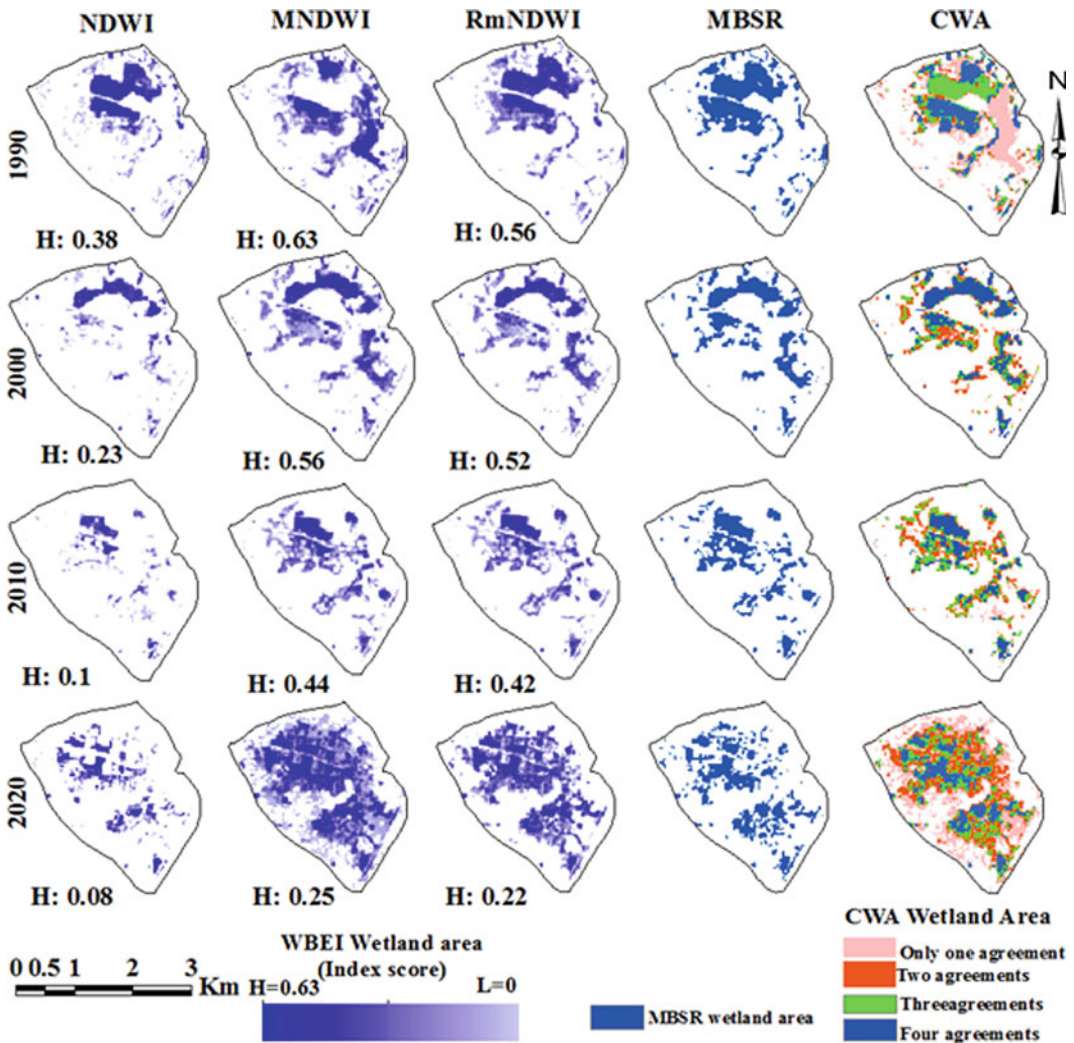 NDWI MNDWI RmNDWI MBSR CWA
N
1990
H: 0.38 H: 0.63 H: 0.56
2000
H: 0.23 H: 0.56 H: 0.52
2010
H: 0.1 H: 0.44 H: 0.42
2020
H: 0.08 H: 0.25 H: 0.22
CWA Wetland Area
Only one agreement
Two agreements
Threeagreements
Four agreements
WBEI Wetland area
(Index score)
H=0.63 L=0
MBSR wetland area
0 0.5 1 2 3
Km